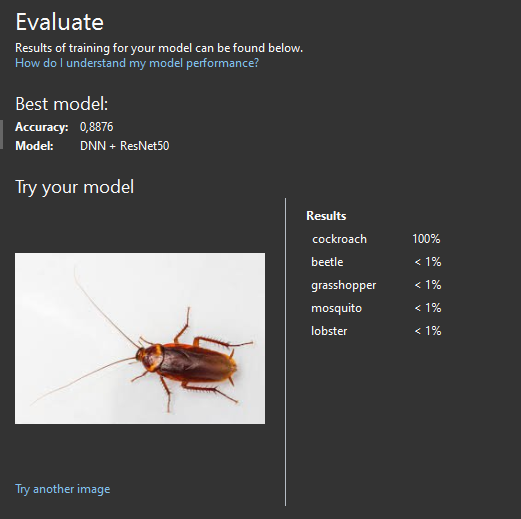 Evaluate
Results of training for your model can be found below.
How do I understand my model performance?
Best model:
Accuracy: 0,8876
Model: DNN + ResNet50
Try your model
Results
cockroach 100%
beetle < 1%
grasshopper < 1%
mosquito < 1%
lobster < 1%
Try another image